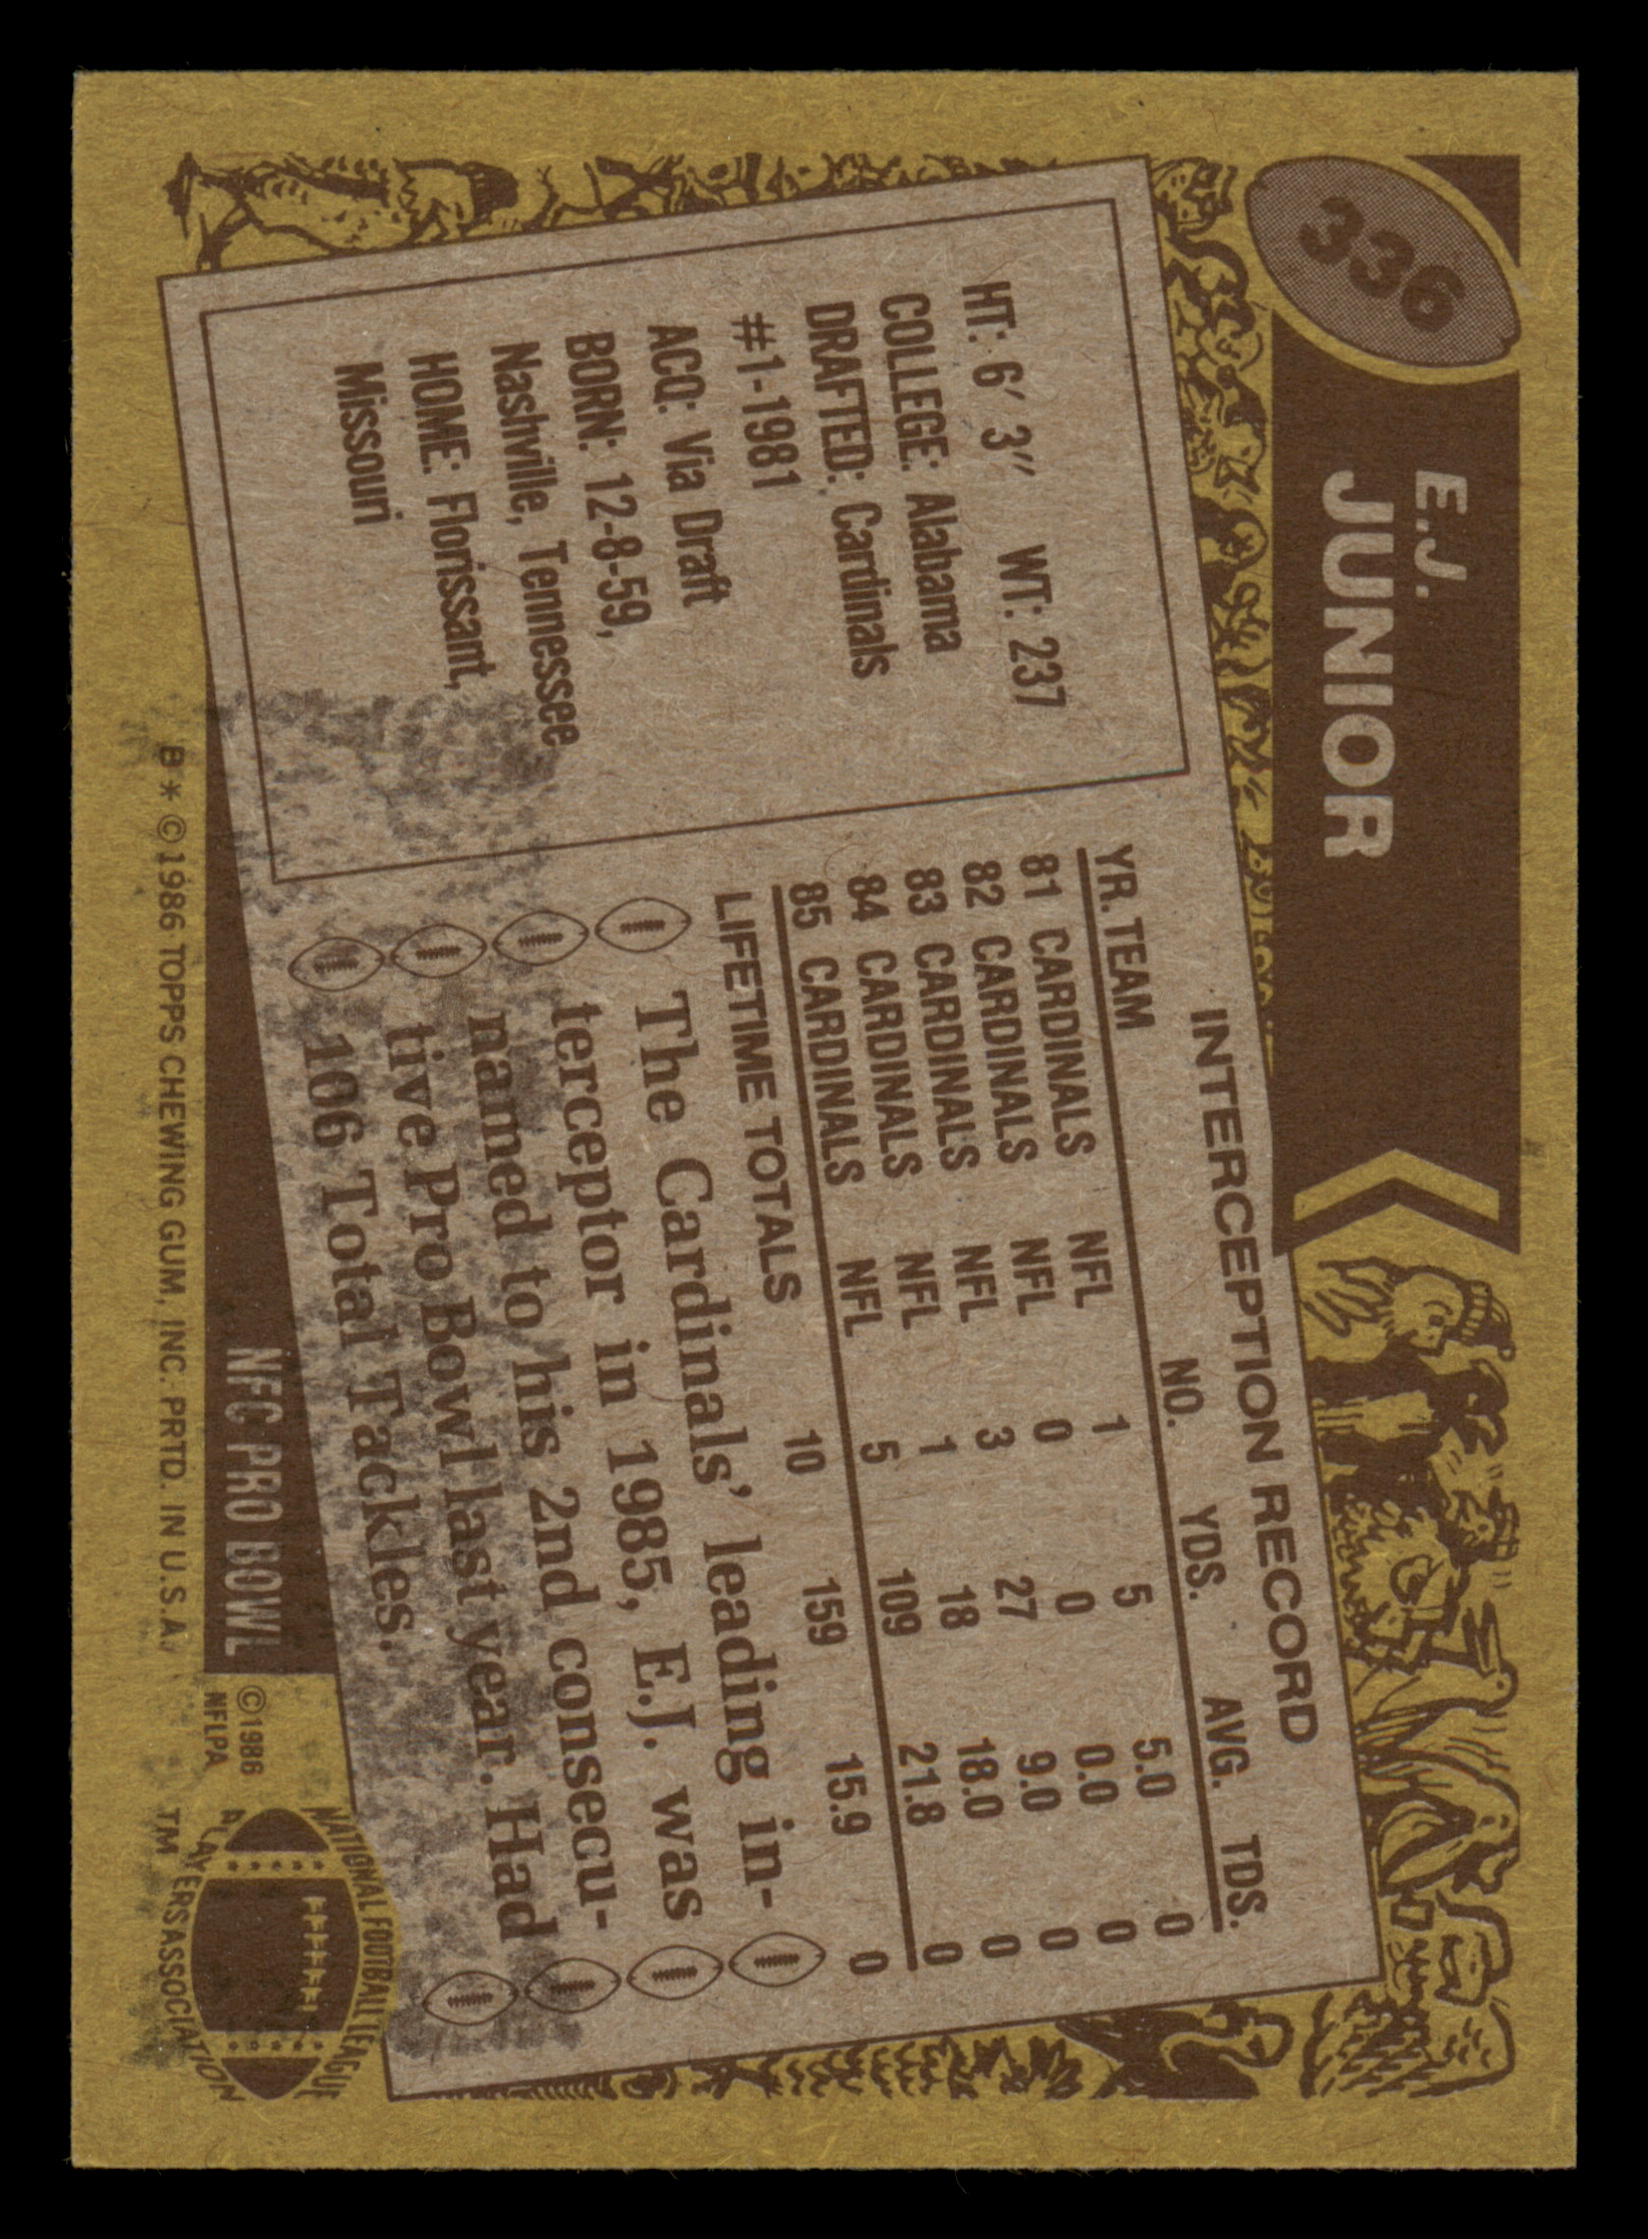 336
E.J.
JUNIOR
HT: 6′ 3″ WT: 237
COLLEGE: Alabama
DRAFTED: Cardinals
#1-1981
ACQ: Via Draft
BORN: 12-8-59,
Nashville, Tennessee
HOME: Florissant,
Missouri
INTERCEPTION RECORD
YR. TEAM NO. YDS. AVG. TDS.
81 CARDINALS NFL 1 5 5.0 0
82 CARDINALS NFL 0 0 0.0 0
83 CARDINALS NFL 3 27 9.0 0
84 CARDINALS NFL 1 18 18.0 0
85 CARDINALS NFL 5 109 21.8 0
LIFETIME TOTALS 10 159 15.9 0
The Cardinals’ leading in-
terceptor in 1985, E.J. was
named to his 2nd consecu-
tive Pro Bowl last year. Had
106 Total Tackles.
NFC PRO BOWL
©1986
NFLPA
NATIONAL FOOTBALL LEAGUE
PLAYERS ASSOCIATION
TM
B * © 1986 TOPPS CHEWING GUM, INC. PRTD. IN U.S.A.